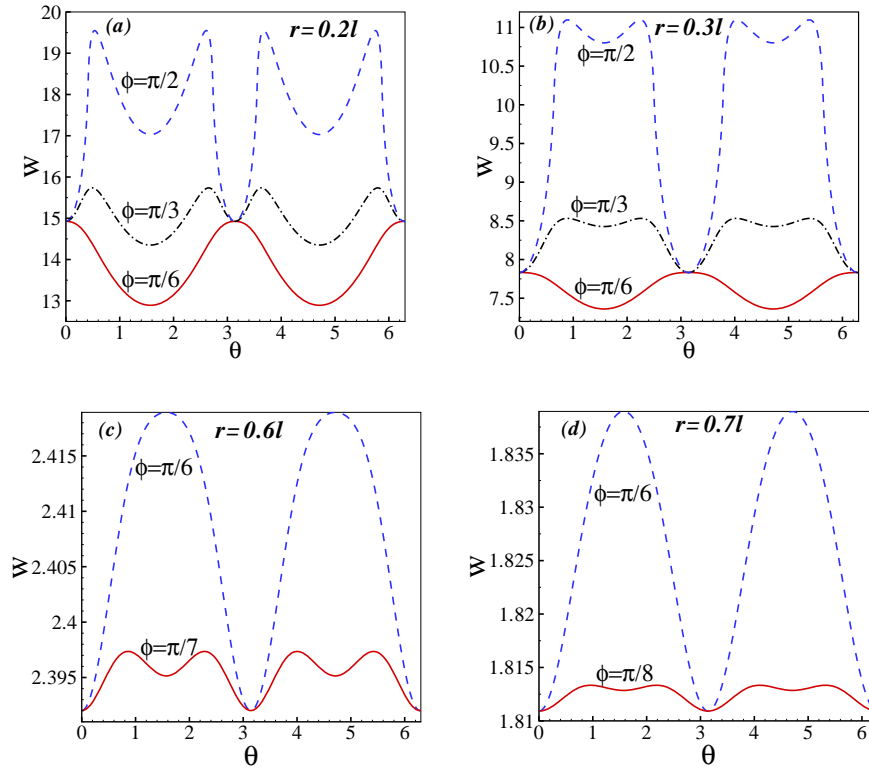 (a)
r=0.2l
20
19
18
17
16
15
14
13
W
ϕ=π/2
ϕ=π/3
ϕ=π/6
0 1 2 3 4 5 6
θ
(b)
r=0.3l
11
10.5
10
9.5
9
8.5
8
7.5
W
ϕ=π/2
ϕ=π/3
ϕ=π/6
0 1 2 3 4 5 6
θ
(c)
r=0.6l
2.415
2.41
2.405
2.4
2.395
W
ϕ=π/6
ϕ=π/7
0 1 2 3 4 5 6
θ
(d)
r=0.7l
1.835
1.83
1.825
1.82
1.815
1.81
W
ϕ=π/6
ϕ=π/8
0 1 2 3 4 5 6
θ